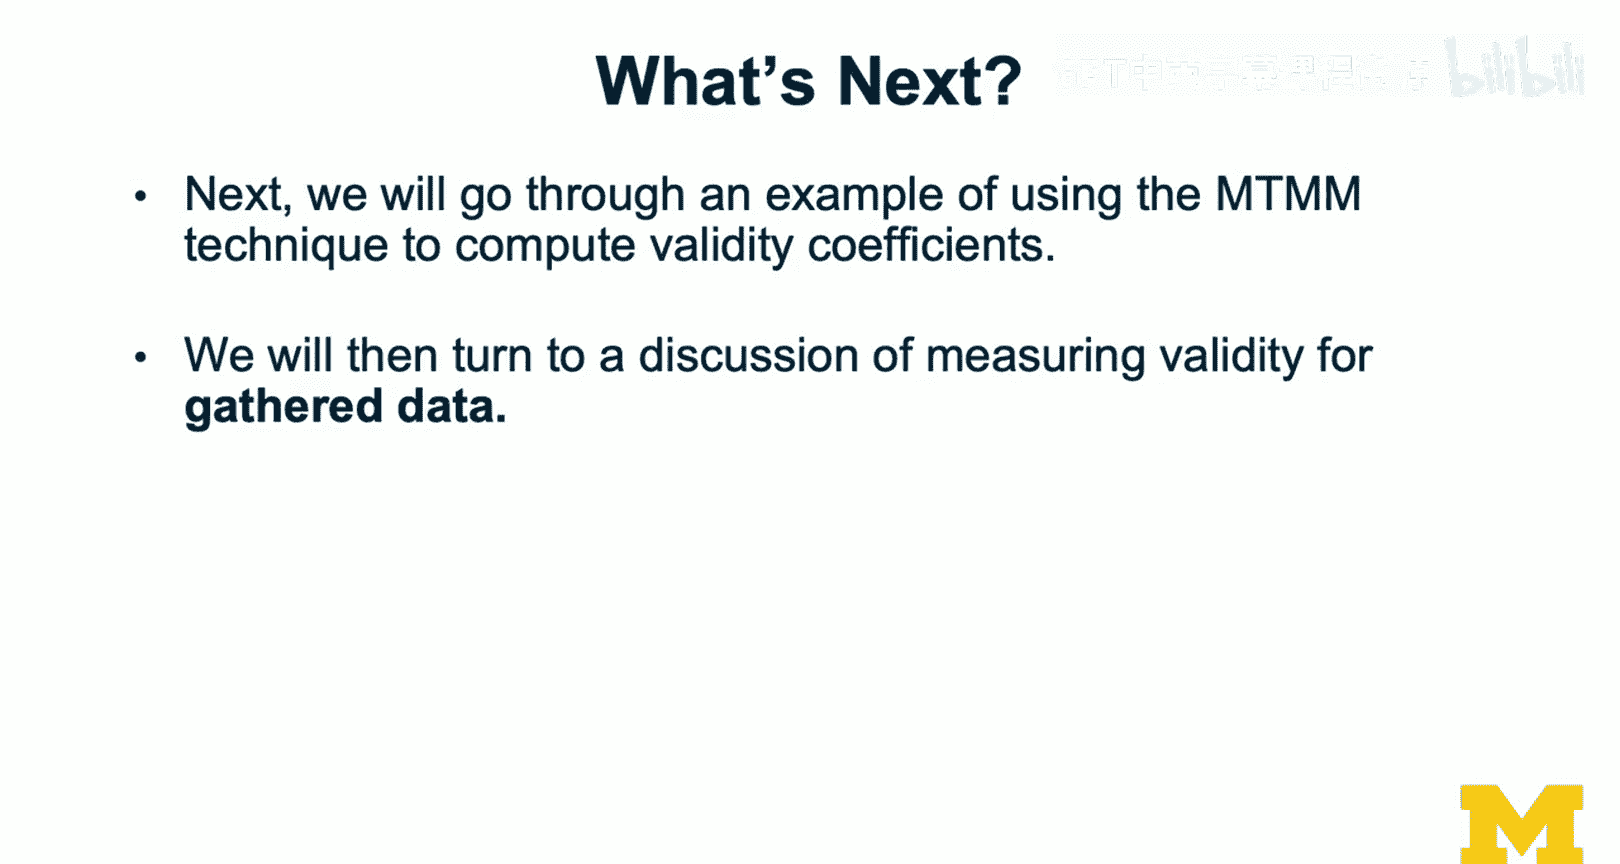 What's Next?
bilibili
• Next, we will go through an example of using the MTMM
technique to compute validity coefficients.
• We will then turn to a discussion of measuring validity for
gathered data.
M